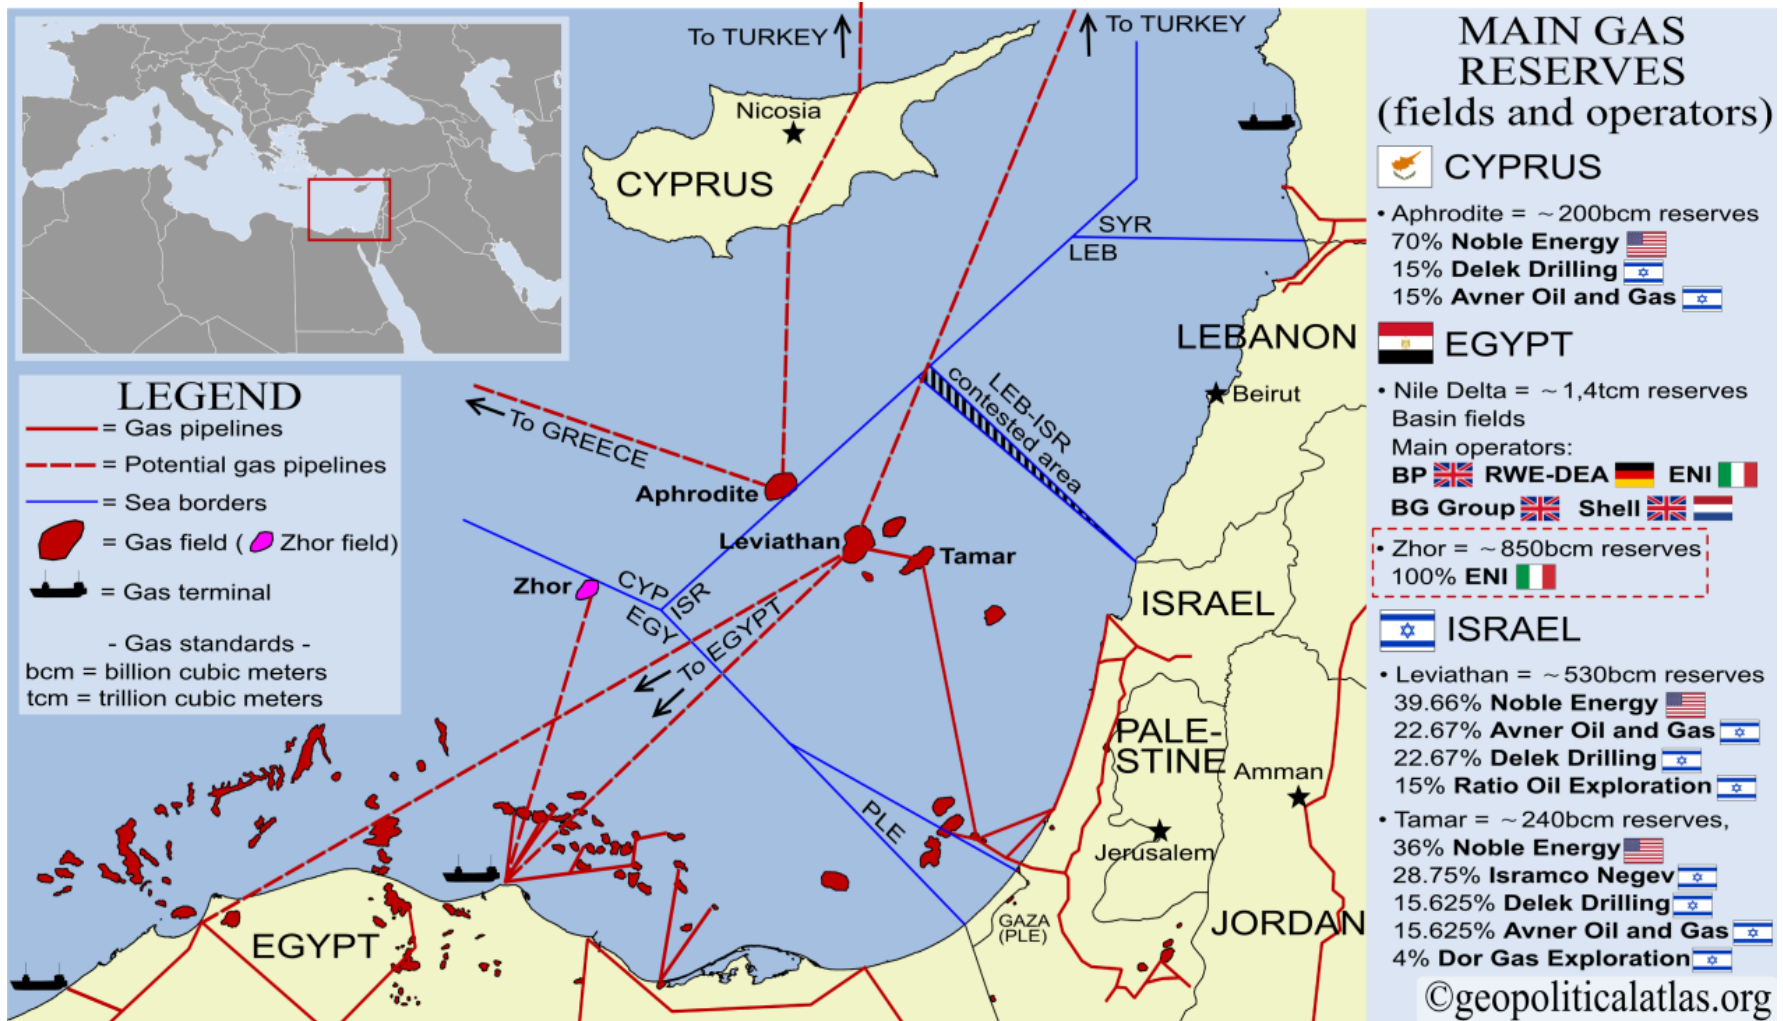 To TURKEY
To TURKEY
Nicosia
CYPRUS
SYR
LEB
LEBANON
Beirut
LEB-ISR
contested area
To GREECE
Aphrodite
Leviathan
Tamar
Zhor
CYP
ISR
EGY
To EGYPT
ISRAEL
PALE-
STINE
Amman
PLE
Jerusalem
GAZA
(PLE)
JORDAN
EGYPT
LEGEND
= Gas pipelines
= Potential gas pipelines
= Sea borders
= Gas field ( Zhor field)
= Gas terminal
- Gas standards -
bcm = billion cubic meters
tcm = trillion cubic meters
MAIN GAS
RESERVES
(fields and operators)
CYPRUS
• Aphrodite = ~200bcm reserves
70% Noble Energy
15% Delek Drilling
15% Avner Oil and Gas
EGYPT
• Nile Delta = ~1,4tcm reserves
Basin fields
Main operators:
BP RWE-DEA ENI
BG Group Shell
• Zhor = ~850bcm reserves
100% ENI
ISRAEL
• Leviathan = ~530bcm reserves
39.66% Noble Energy
22.67% Avner Oil and Gas
22.67% Delek Drilling
15% Ratio Oil Exploration
• Tamar = ~240bcm reserves,
36% Noble Energy
28.75% Isramco Negev
15.625% Delek Drilling
15.625% Avner Oil and Gas
4% Dor Gas Exploration
©geopoliticalatlas.org